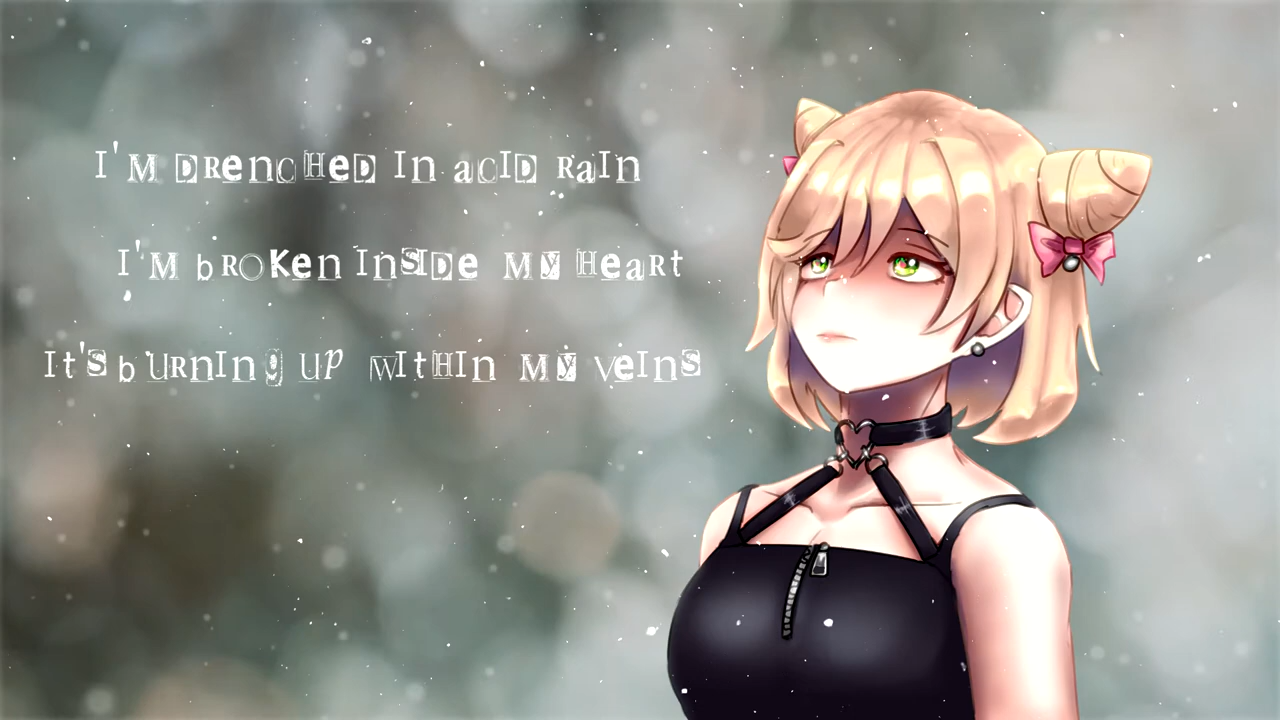 I'm drenched in acid rain
I'm broken inside my heart
It's burning up within my veins